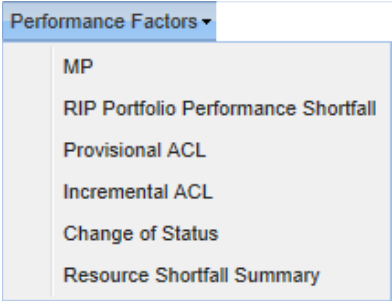 Performance Factors
MP
RIP Portfolio Performance Shortfall
Provisional ACL
Incremental ACL
Change of Status
Resource Shortfall Summary